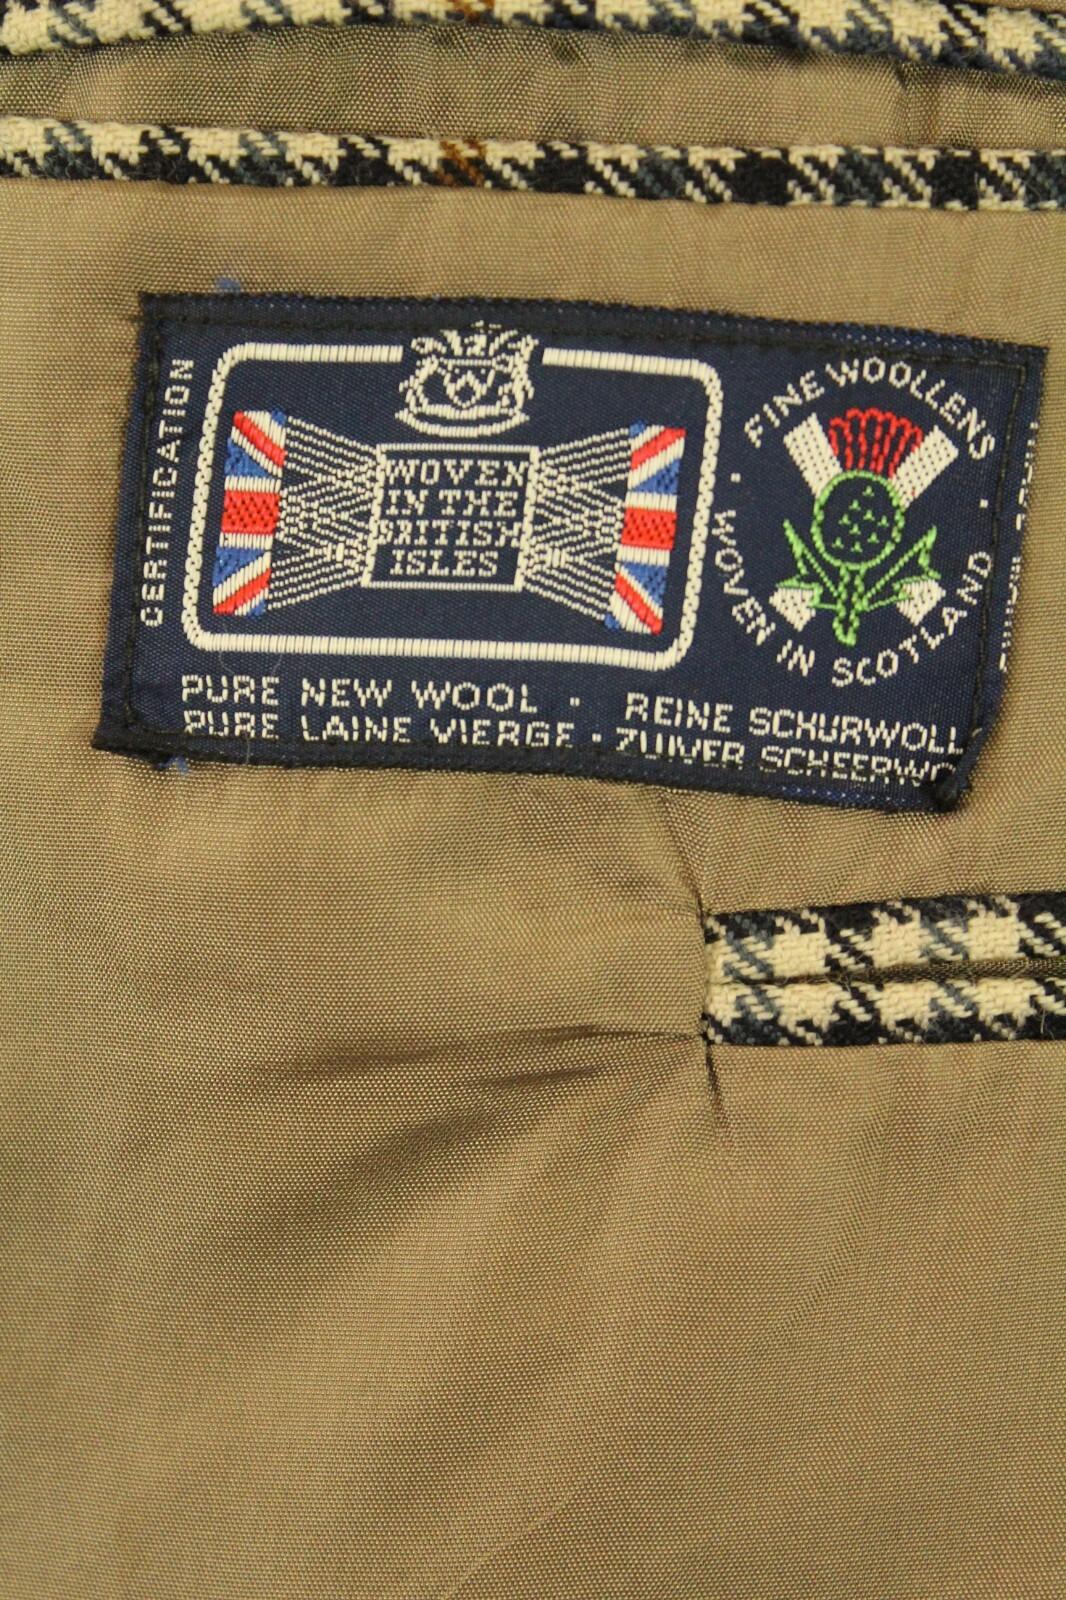 CERTIFICATION
W
WOVEN
IN THE
BRITISH
ISLES
FINE WOOLLENS
· WOVEN IN SCOTLAND ·
PURE NEW WOOL · REINE SCHURWOLL
PURE LAINE VIERGE · ZUIVER SCHEERWO